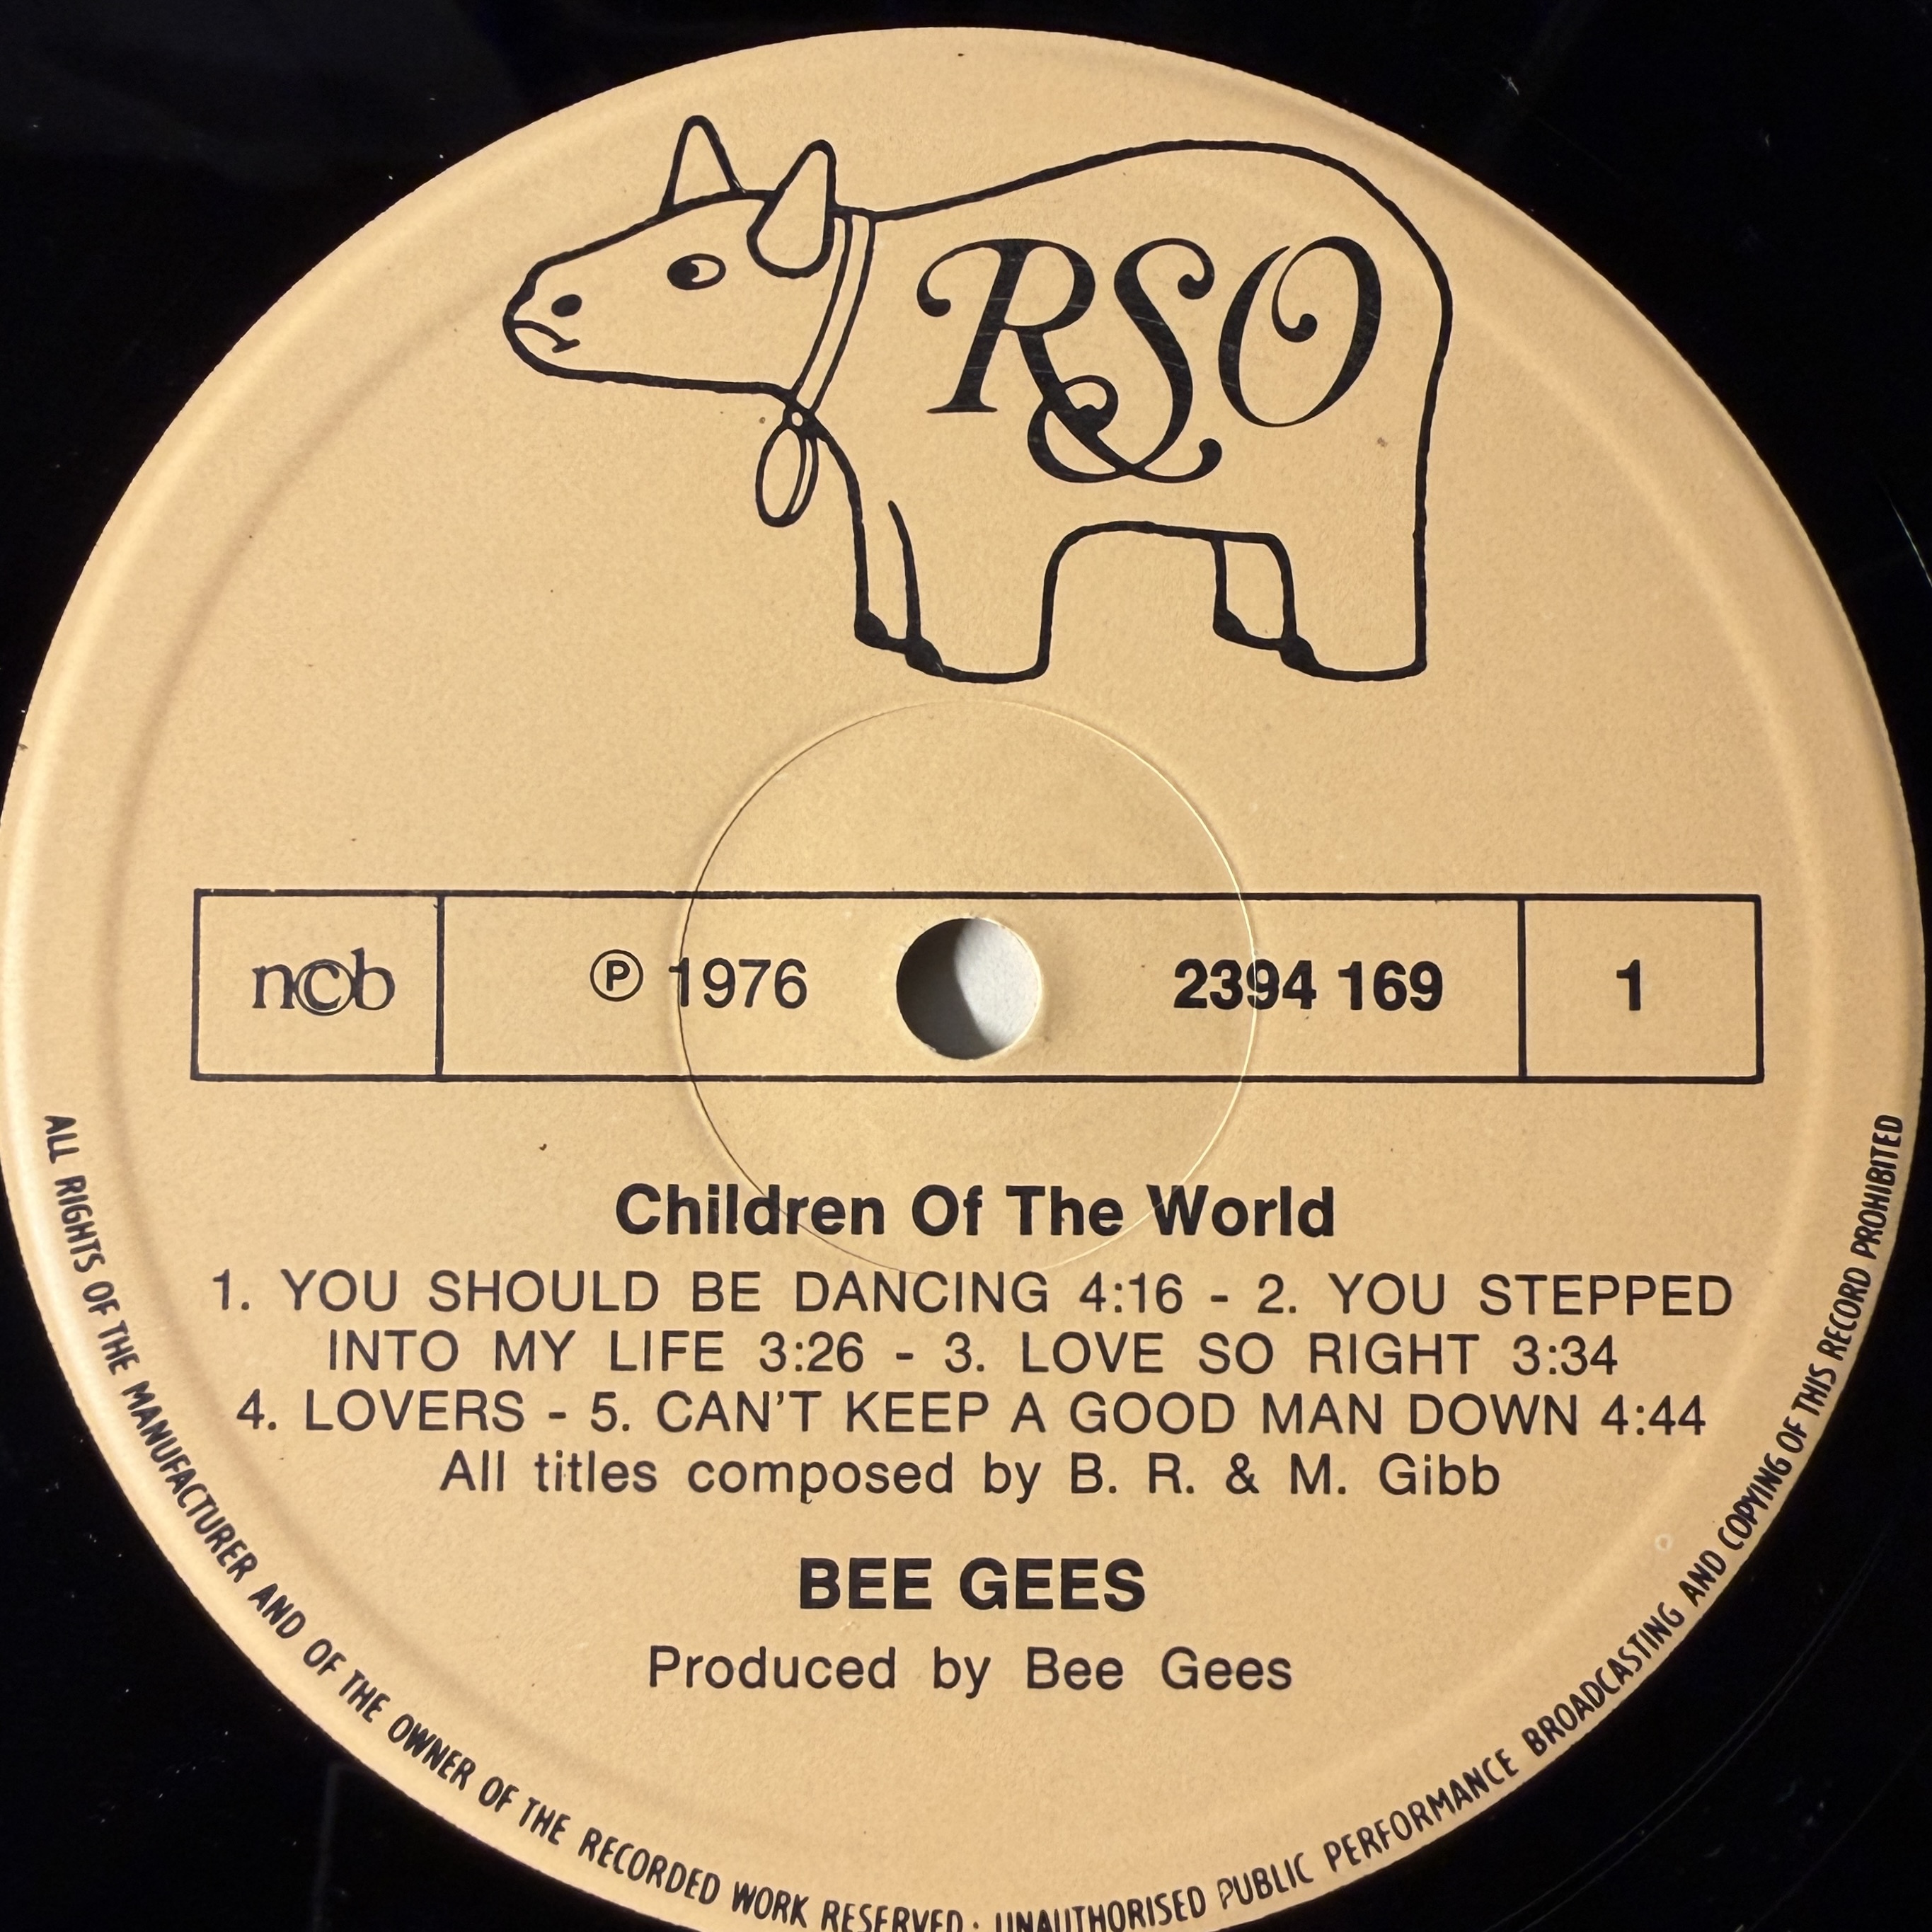 RSO
ncb
℗ 1976
2394 169
1
Children Of The World
1. YOU SHOULD BE DANCING 4:16 - 2. YOU STEPPED
INTO MY LIFE 3:26 - 3. LOVE SO RIGHT 3:34
4. LOVERS - 5. CAN'T KEEP A GOOD MAN DOWN 4:44
All titles composed by B. R. & M. Gibb
BEE GEES
Produced by Bee Gees
ALL RIGHTS OF THE MANUFACTURER AND OF THE OWNER OF THE RECORDED WORK RESERVED · UNAUTHORISED PUBLIC PERFORMANCE BROADCASTING AND COPYING OF THIS RECORD PROHIBITED